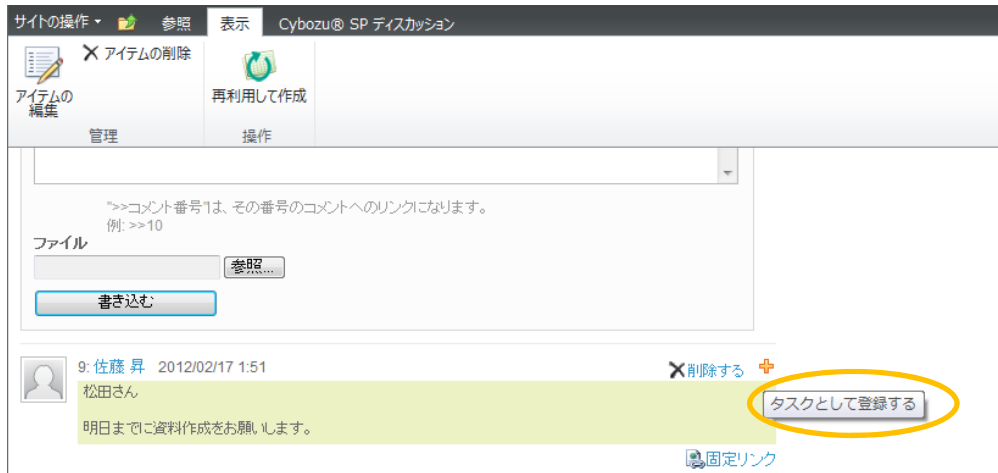 サイトの操作 参照 表示 Cybozu® SP ディスカッション
アイテムの編集
アイテムの削除
再利用して作成
管理 操作
">>コメント番号"は、その番号のコメントへのリンクになります。
例: >>10
ファイル
参照...
書き込む
9: 佐藤 昇 2012/02/17 1:51 削除する
松田さん
タスクとして登録する
明日までに資料作成をお願いします。
固定リンク